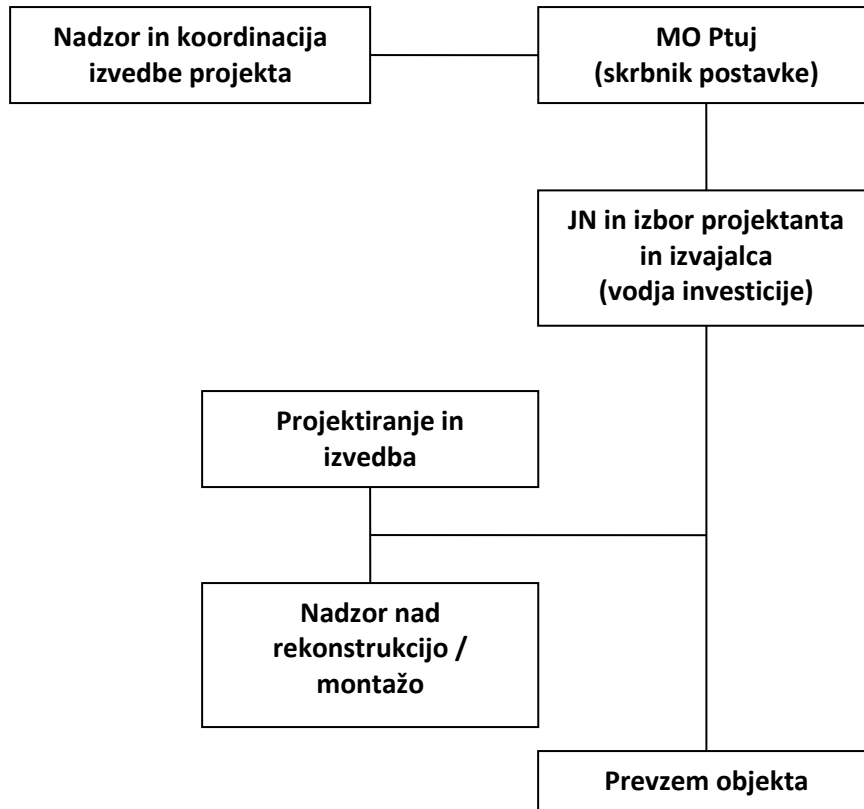 Nadzor in koordinacija
izvedbe projekta
MO Ptuj
(skrbnik postavke)
JN in izbor projektanta
in izvajalca
(vodja investicije)
Projektiranje in
izvedba
Nadzor nad
rekonstrukcijo /
montažo
Prevzem objekta